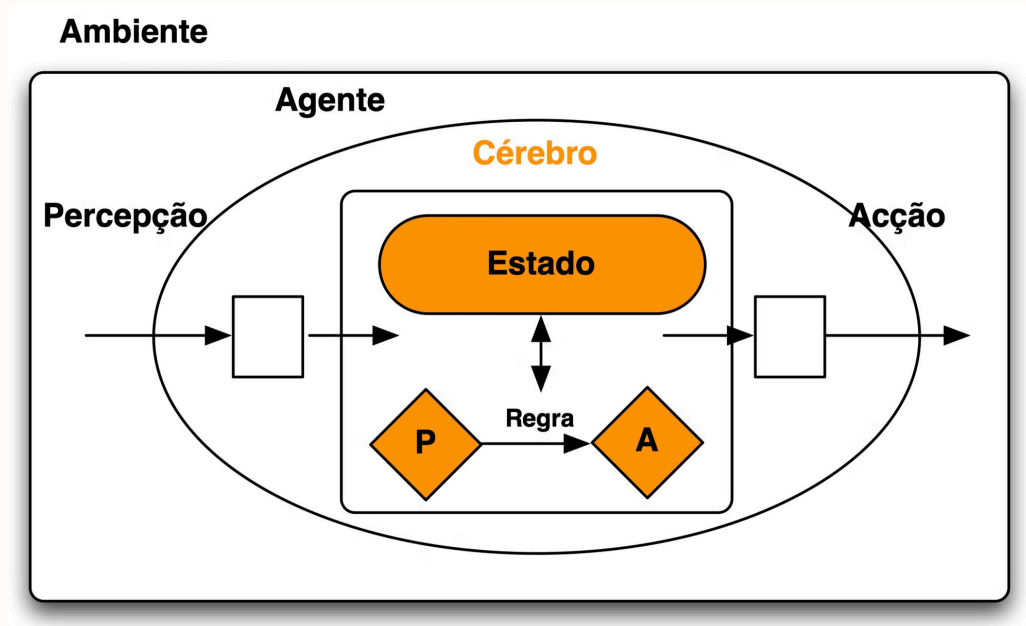 Ambiente
Agente
Cérebro
Percepção
Acção
Estado
Regra
P
A